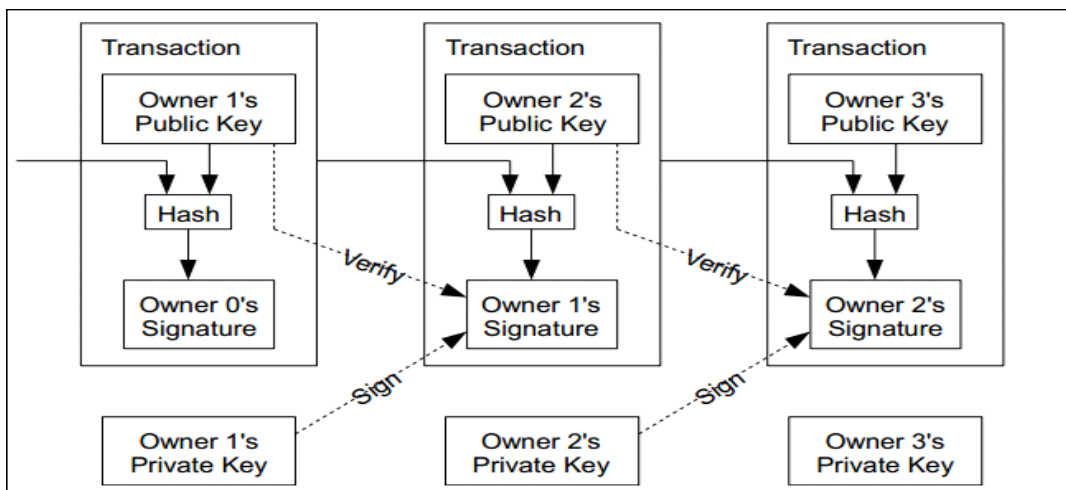 Transaction
Owner 1's
Public Key
Hash
Owner 0's
Signature
Transaction
Owner 2's
Public Key
Hash
Verify
Owner 1's
Signature
Transaction
Owner 3's
Public Key
Hash
Verify
Owner 2's
Signature
Sign
Sign
Owner 1's
Private Key
Owner 2's
Private Key
Owner 3's
Private Key